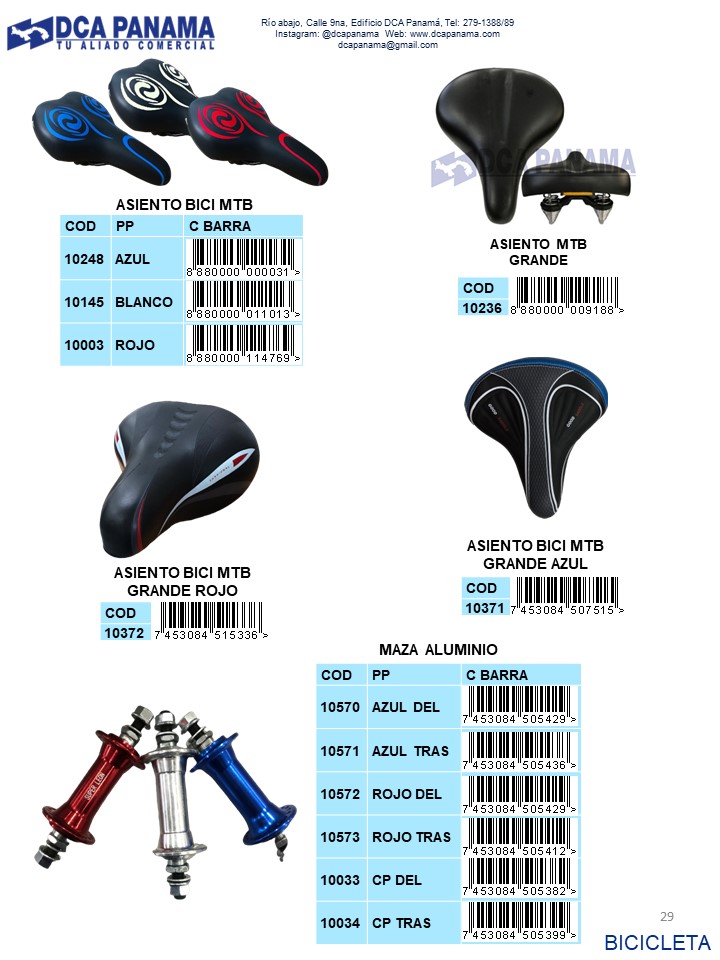 DCA PANAMA
TU ALIADO COMERCIAL
Río abajo, Calle 9na, Edificio DCA Panamá, Tel: 279-1388/89
Instagram: @dcapanama Web: www.dcapanama.com
dcapanama@gmail.com
ASIENTO BICI MTB
COD PP C BARRA
10248 AZUL 8 880000 000031 >
10145 BLANCO 8 880000 011013 >
10003 ROJO 8 880000 114769 >
DCA PANAMA
ASIENTO MTB
GRANDE
COD
10236 8 880000 009188 >
ASIENTO BICI MTB
GRANDE ROJO
COD
10372 7 453084 515336 >
ASIENTO BICI MTB
GRANDE AZUL
COD
10371 7 453084 507515 >
MAZA ALUMINIO
COD PP C BARRA
10570 AZUL DEL 7 453084 505429 >
10571 AZUL TRAS 7 453084 505436 >
10572 ROJO DEL 7 453084 505429 >
10573 ROJO TRAS 7 453084 505412 >
10033 CP DEL 7 453084 505382 >
10034 CP TRAS 7 453084 505399 >
SUPER LION
29
BICICLETA